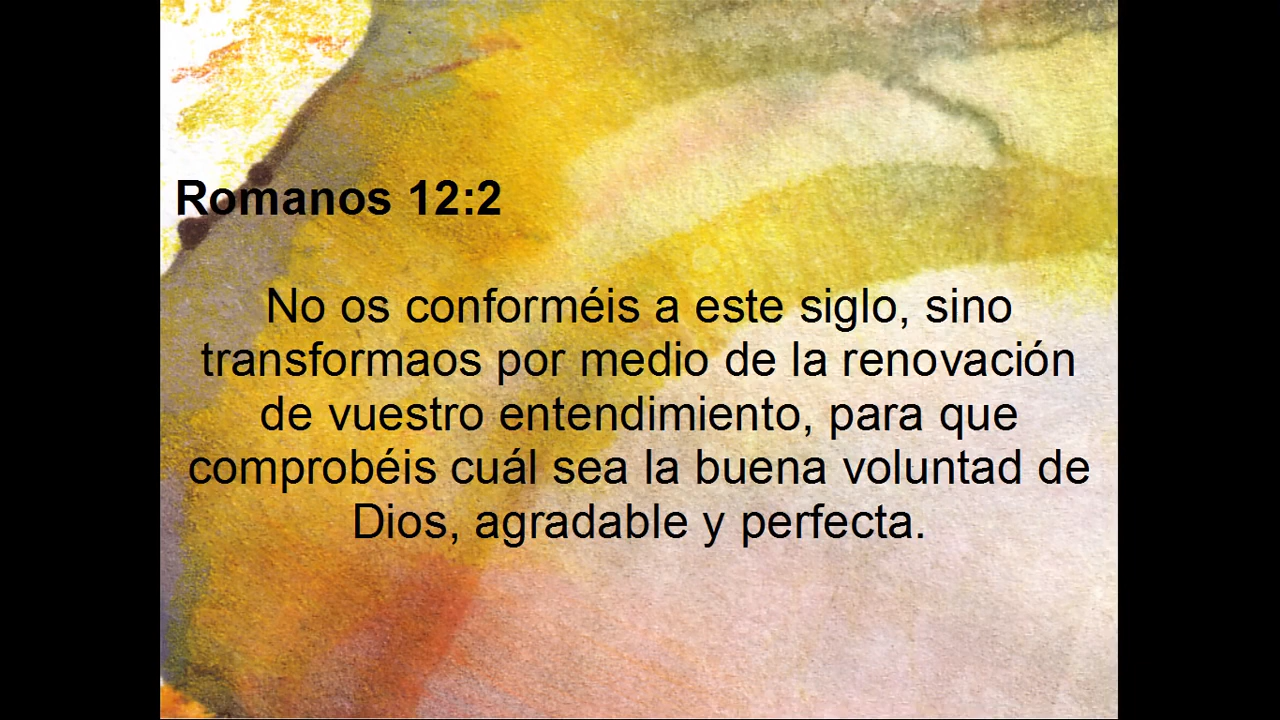 Romanos 12:2
No os conforméis a este siglo, sino
transformaos por medio de la renovación
de vuestro entendimiento, para que
comprobéis cuál sea la buena voluntad de
Dios, agradable y perfecta.